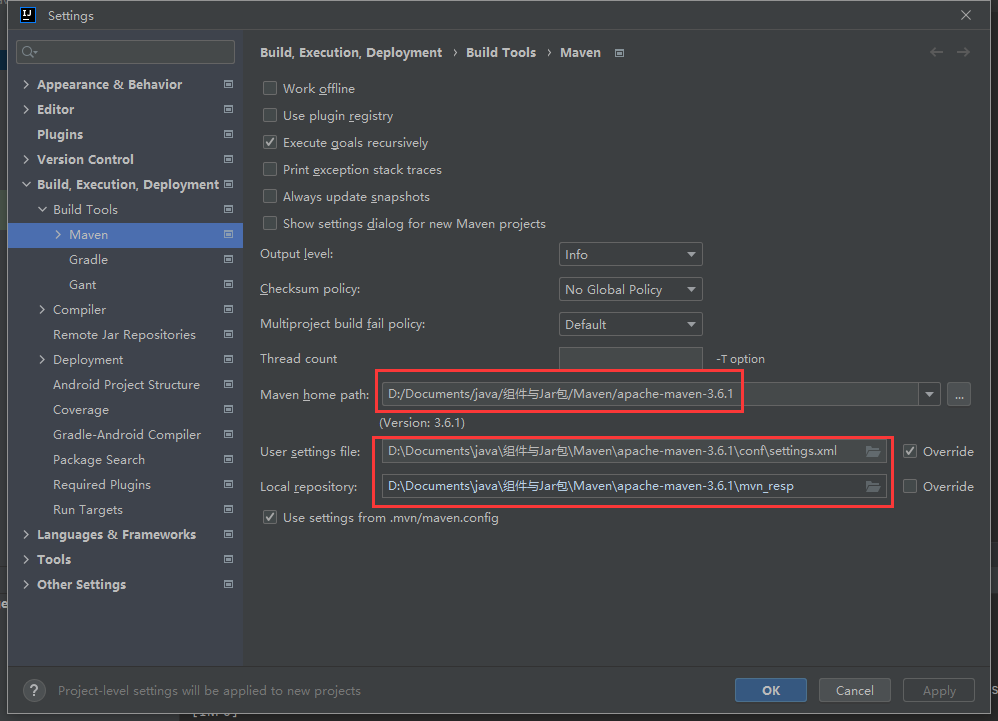 Settings
Build, Execution, Deployment › Build Tools › Maven
Appearance & Behavior
Editor
Plugins
Version Control
Build, Execution, Deployment
Build Tools
Maven
Gradle
Gant
Compiler
Remote Jar Repositories
Deployment
Android Project Structure
Coverage
Gradle-Android Compiler
Package Search
Required Plugins
Run Targets
Languages & Frameworks
Tools
Other Settings
Work offline
Use plugin registry
Execute goals recursively
Print exception stack traces
Always update snapshots
Show settings dialog for new Maven projects
Output level: Info
Checksum policy: No Global Policy
Multiproject build fail policy: Default
Thread count -T option
Maven home path: D:/Documents/java/组件与Jar包/Maven/apache-maven-3.6.1 ...
(Version: 3.6.1)
User settings file: D:\Documents\java\组件与Jar包\Maven\apache-maven-3.6.1\conf\settings.xml Override
Local repository: D:\Documents\java\组件与Jar包\Maven\apache-maven-3.6.1\mvn_resp Override
Use settings from .mvn/maven.config
? Project-level settings will be applied to new projects
OK Cancel Apply